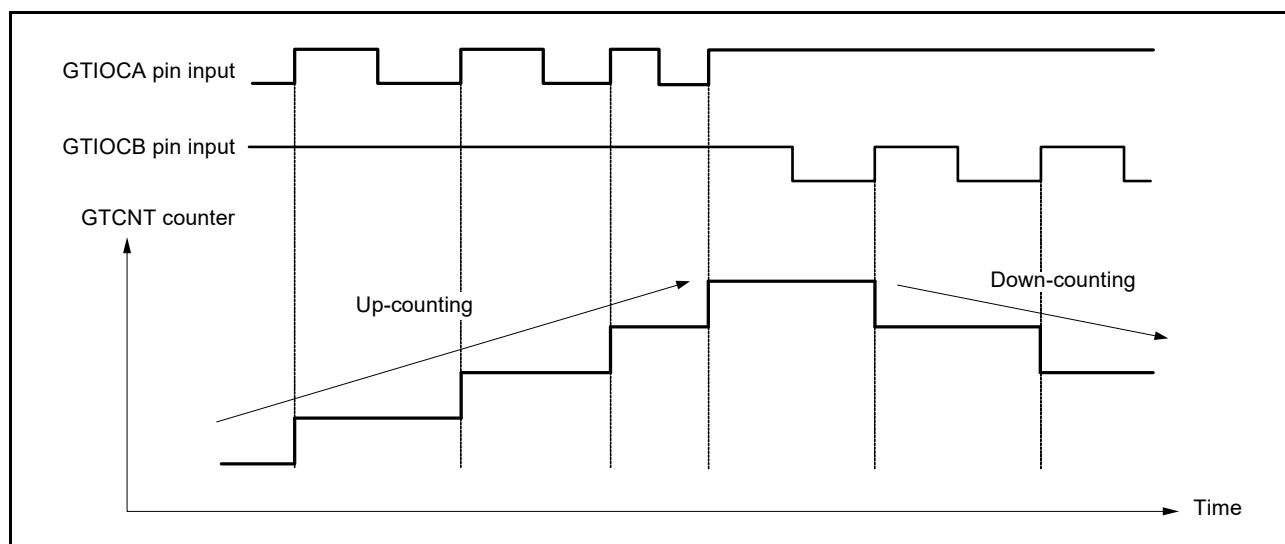 GTIOCA pin input
GTIOCB pin input
GTCNT counter
Up-counting
Down-counting
Time